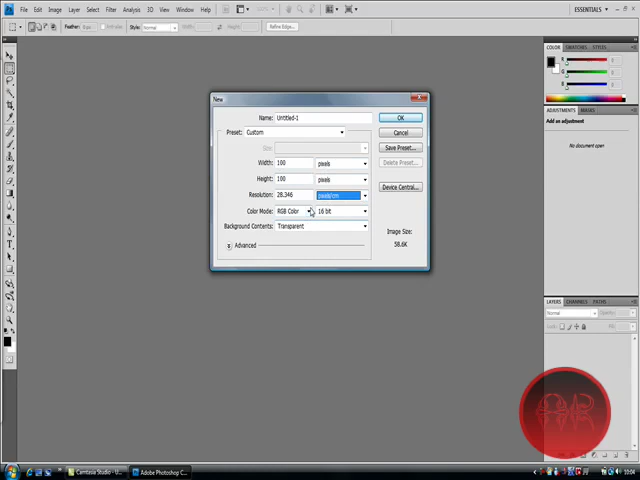 File Edit Image Layer Select Filter Analysis 3D View Window Help
ESSENTIALS
Feather:
Style: Normal
Width:
Height:
Refine Edge...
New
Name: Untitled-1
OK
Preset: Custom
Cancel
Size:
Save Preset...
Width: 100 pixels
Delete Preset...
Height: 100 pixels
Resolution: 28.346 pixels/cm
Device Central...
Color Mode: RGB Color 16 bit
Background Contents: Transparent
Image Size:
Advanced
58.6K
COLOR SWATCHES STYLES
R
G
B
ADJUSTMENTS MASKS
Add an adjustment
No document open
LAYERS CHANNELS PATHS
Normal
Opacity:
Lock:
Fill:
AR
Camtasia Studio - U...
Adobe Photoshop C...
10:04